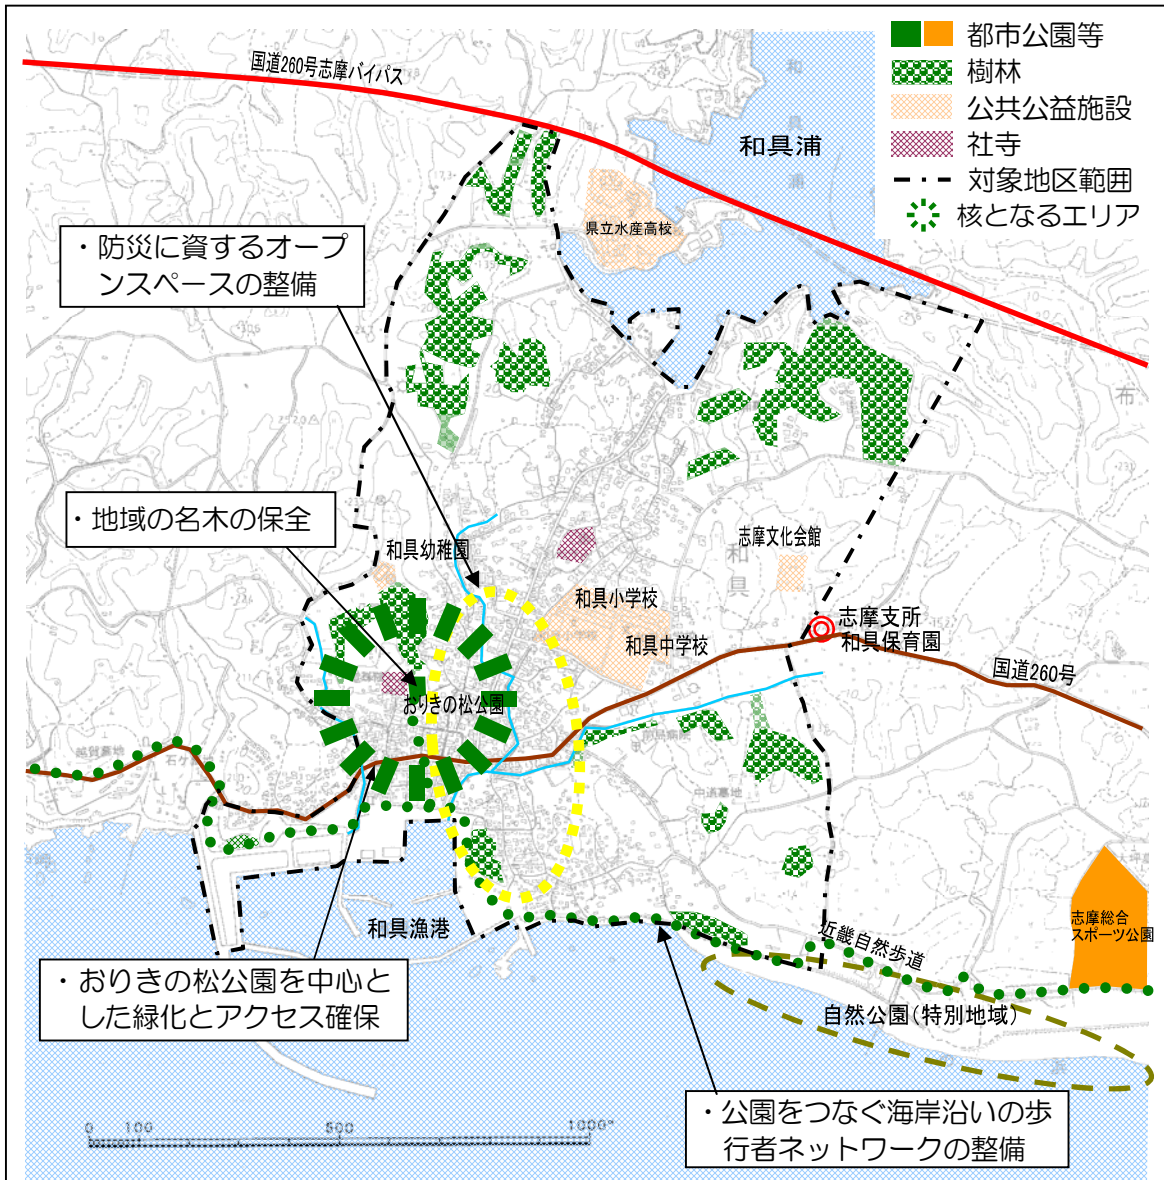 国道260号志摩バイパス
和具浦
都市公園等
樹林
公共公益施設
社寺
対象地区範囲
核となるエリア
県立水産高校
・防災に資するオープ
ンスペースの整備
・地域の名木の保全
和具幼稚園
志摩文化会館
和具
和具小学校
和具中学校
志摩支所
和具保育園
国道260号
おりきの松公園
和具漁港
近畿自然歩道
志摩総合
スポーツ公園
自然公園(特別地域)
・おりきの松公園を中心と
した緑化とアクセス確保
・公園をつなぐ海岸沿いの歩
行者ネットワークの整備
0 100 500 1000m
布
浜